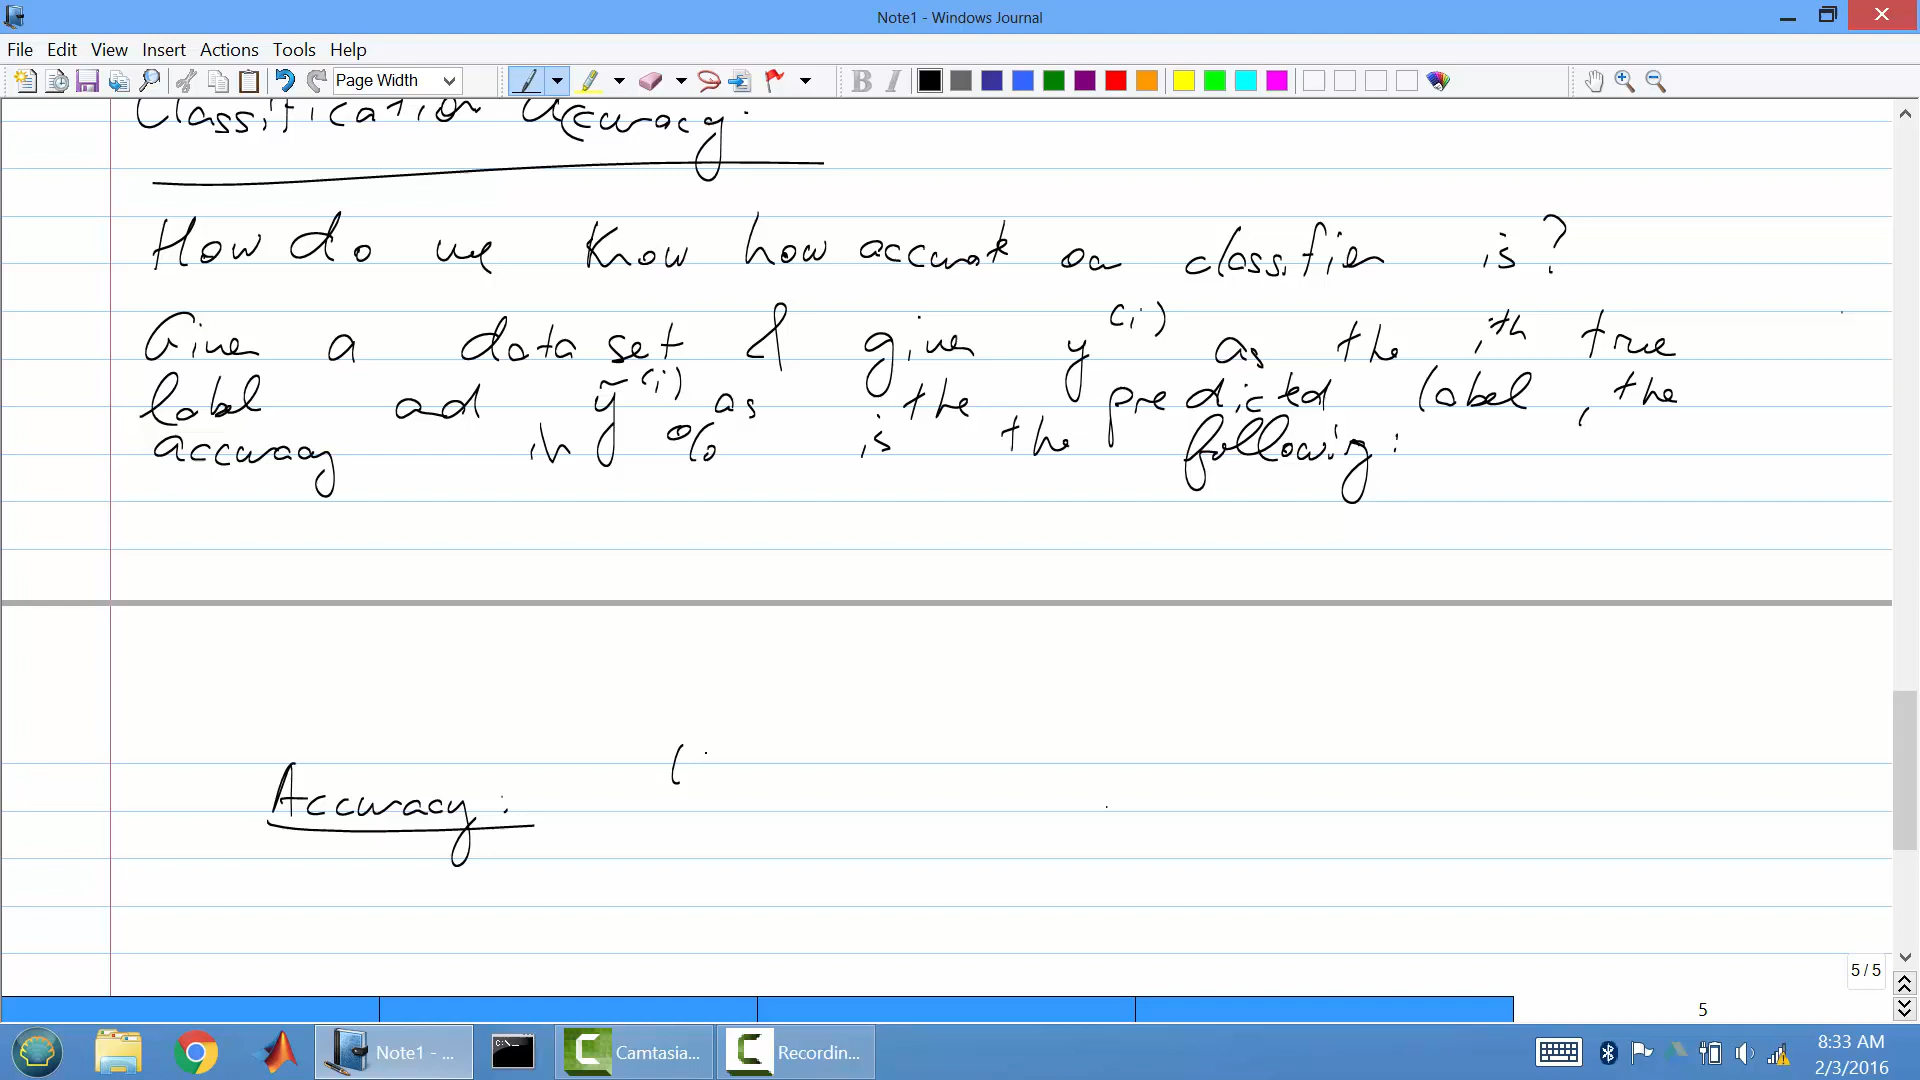 Note1 - Windows Journal
File Edit View Insert Actions Tools Help
Page Width
B I
Classification Accuracy:
How do we know how accurate our classifier is?
Given a data set & given y^(i) as the ith true
label and ỹ^(i) as is the predicted label, the
accuracy in % is the following:
Accuracy: (
5 / 5
5
Note1 - ...
C:\_
Camtasia...
Recordin...
8:33 AM
2/3/2016